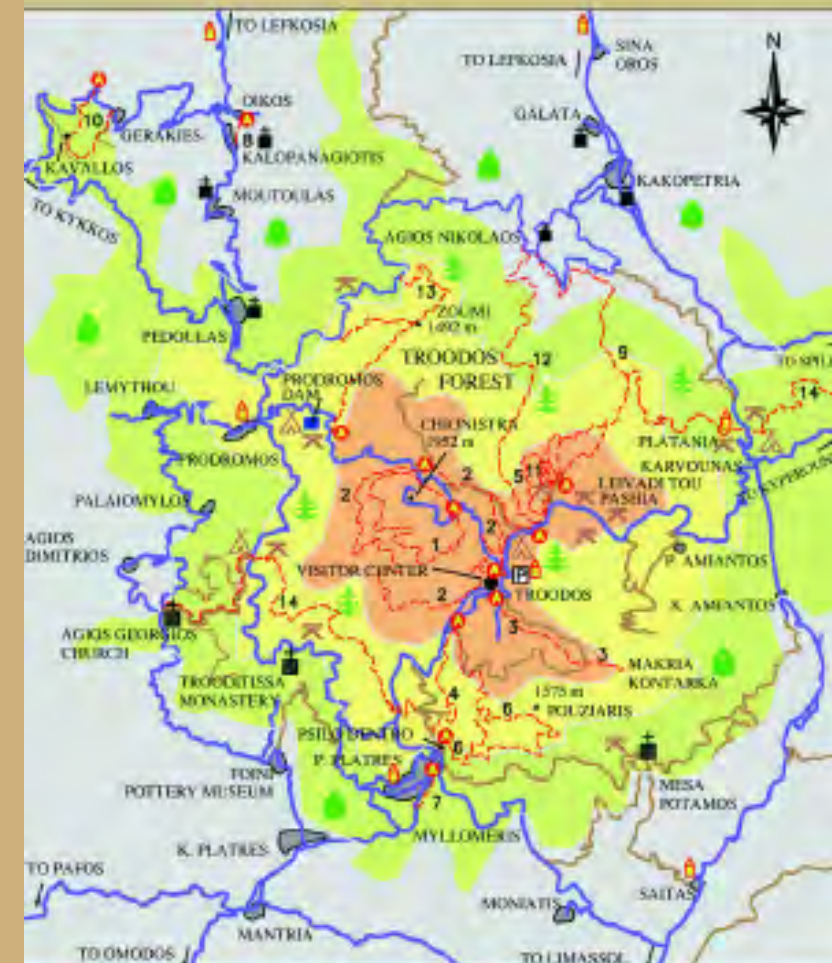 TO LEFKOSIA
N
TO LEFKOSIA
SINA
OROS
OIKOS
GALATA
10
GERAKIES
8
KALOPANAGIOTIS
KAVALLOS
KAKOPETRIA
MOUTOULAS
TO KYKKOS
AGIOS NIKOLAOS
13
ZOUMI
1492 m
PEDOULAS
TROODOS
FOREST
12
9
TO SPILI
LEMYTHOU
PRODROMOS
DAM
14
CHIONISTRA
1952 m
PLATANIA
PRODROMOS
KARVOUNAS
2
2
5
11
LEIVADI TOU
PASHIA
PALAIOMYLOS
2
AGIOS
DIMITRIOS
1
P. AMIANTOS
VISITOR CENTER
P
14
2
TROODOS
K. AMIANTOS
AGIOS GEORGIOS
CHURCH
3
3
MAKRIA
KONTARKA
TROODITISSA
MONASTERY
4
6
1575 m
POUZIARIS
PSILO DENTRO
6
P. PLATRES
FOINI
POTTERY MUSEUM
7
MESA
POTAMOS
MYLLOMERIS
K. PLATRES
TO PAFOS
SAITAS
MONIATIS
MANTRIA
TO OMODOS
TO LIMASSOL